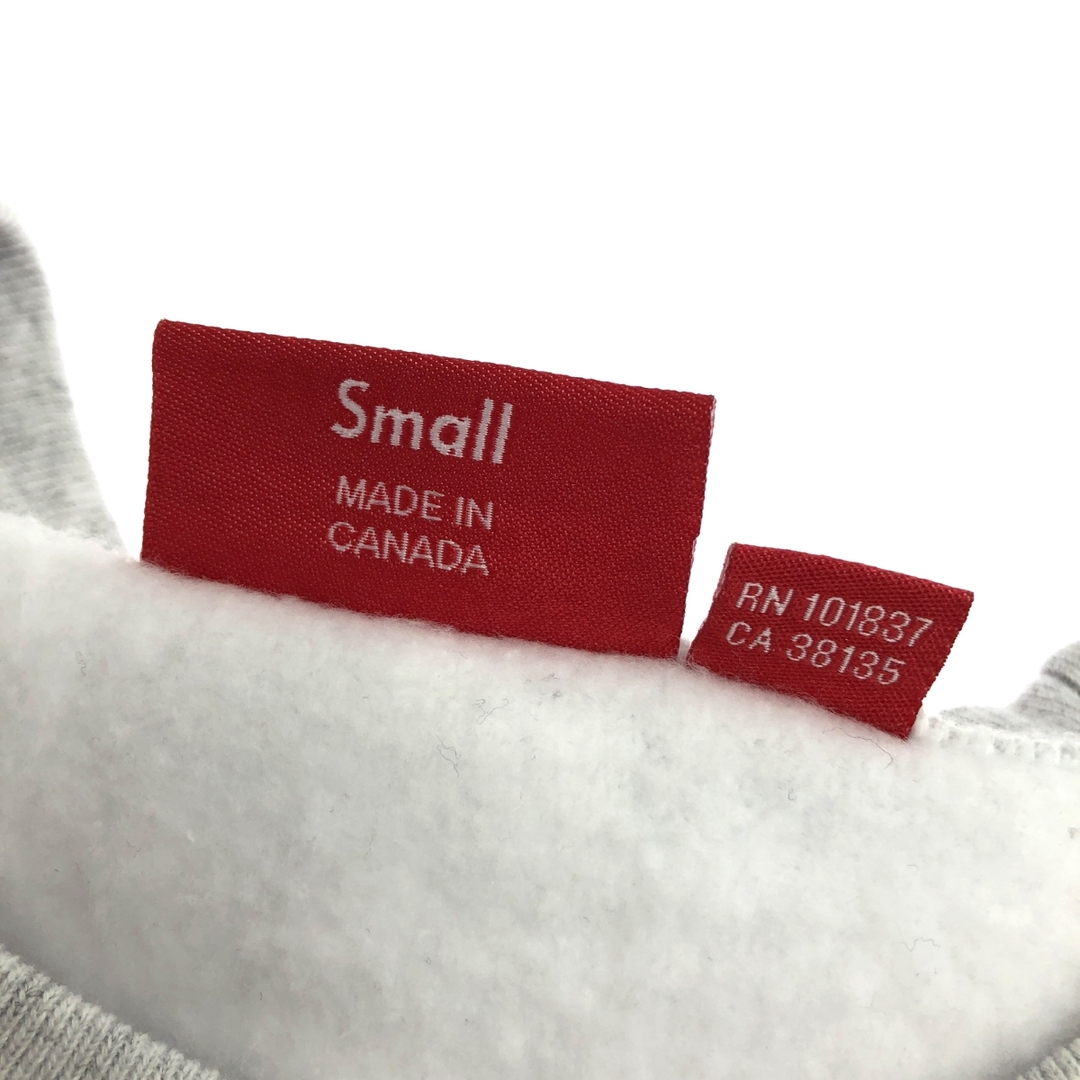 Small
MADE IN
CANADA
RN 101837
CA 38135